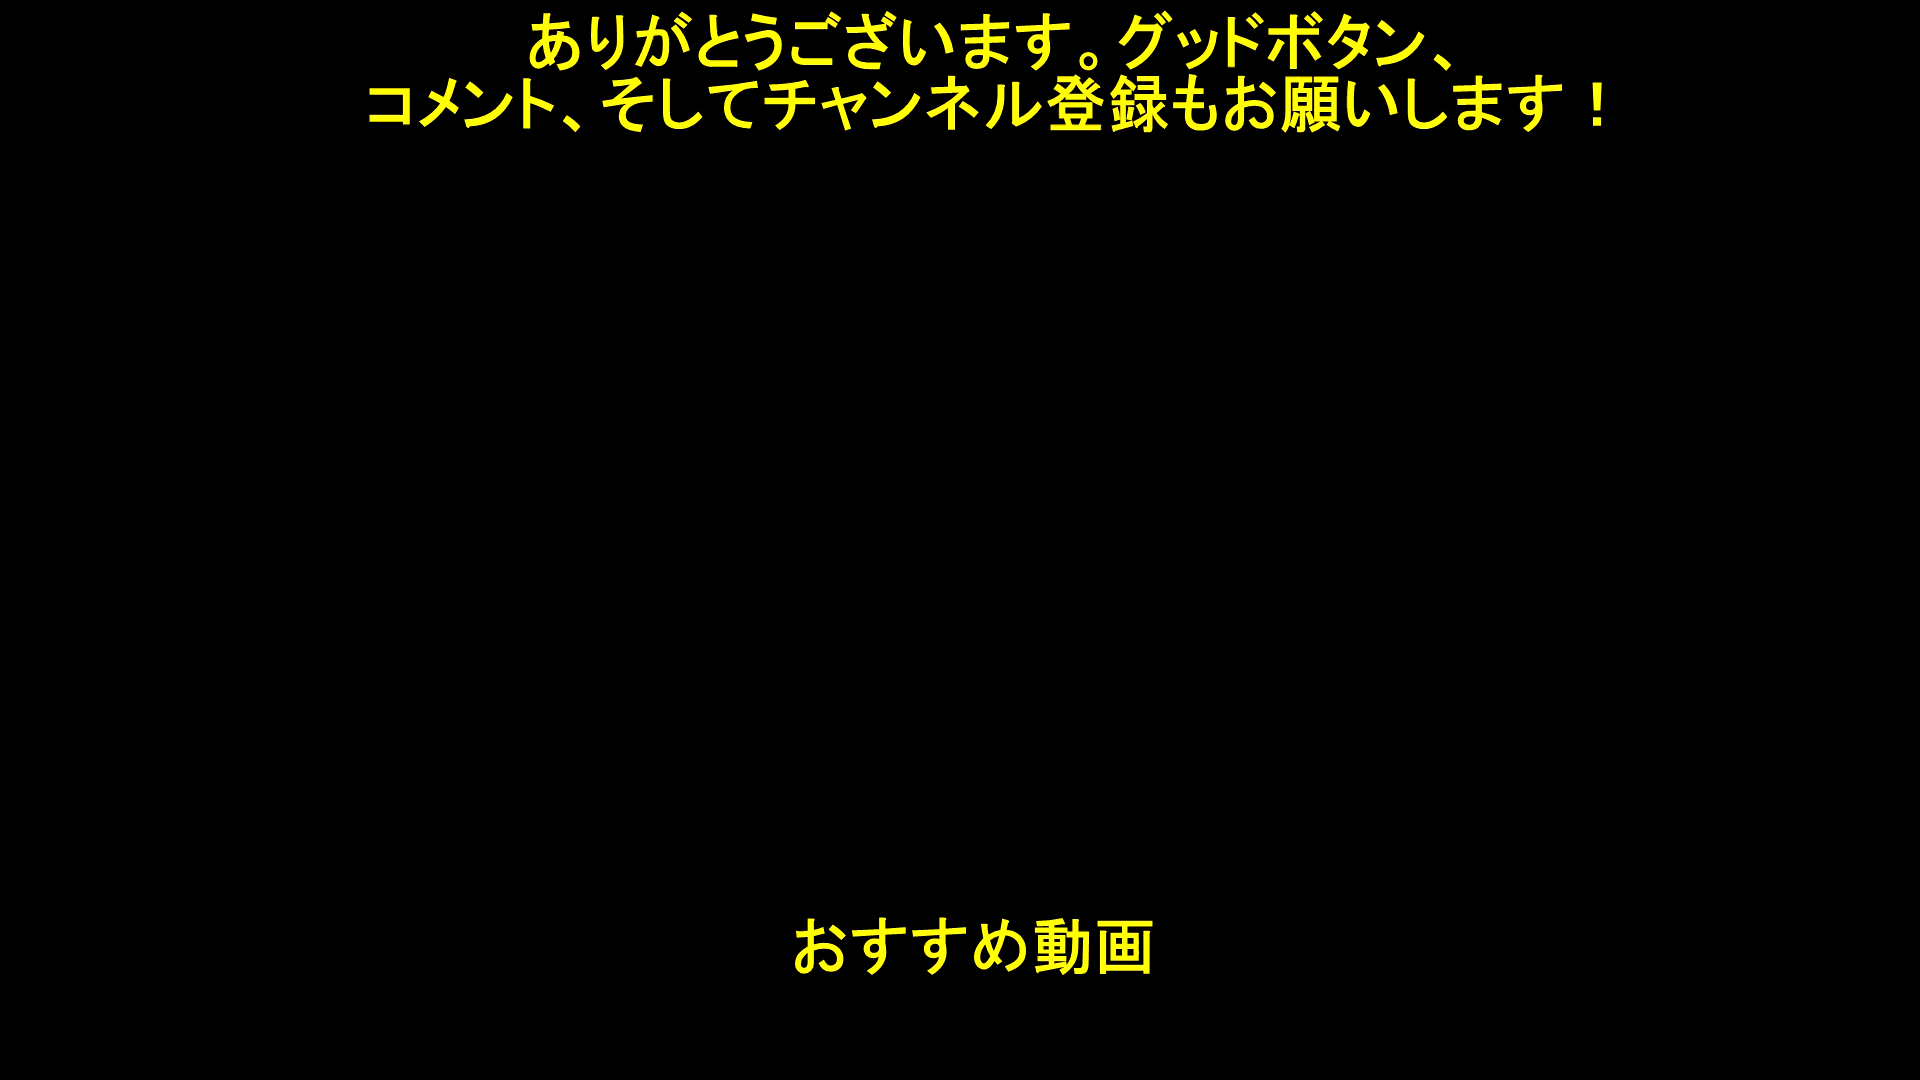 ありがとうございます。グッドボタン、
コメント、そしてチャンネル登録もお願いします！
おすすめ動画